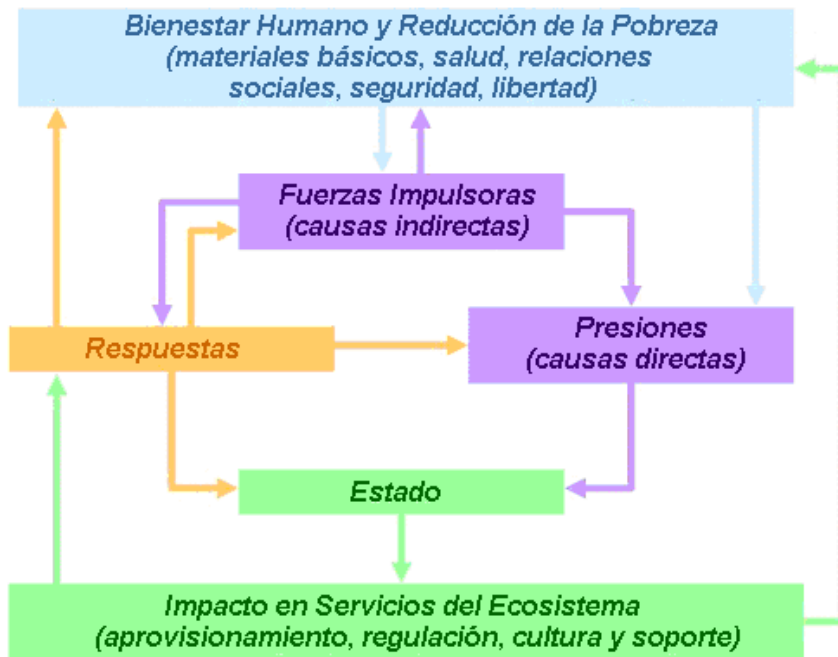 Bienestar Humano y Reducción de la Pobreza
(materiales básicos, salud, relaciones
sociales, seguridad, libertad)
Fuerzas Impulsoras
(causas indirectas)
Respuestas
Presiones
(causas directas)
Estado
Impacto en Servicios del Ecosistema
(aprovisionamiento, regulación, cultura y soporte)